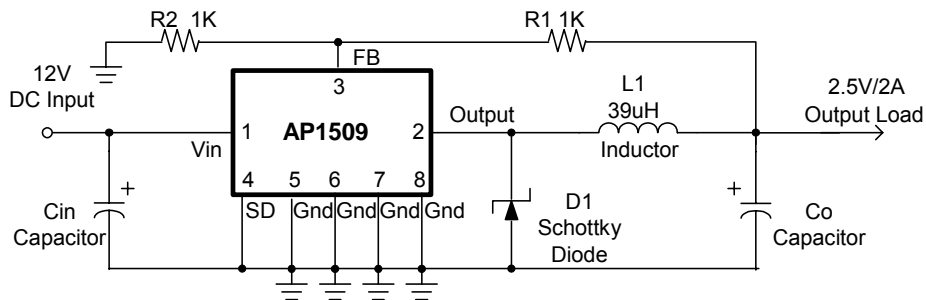 R2 1K
R1 1K
FB
12V
DC Input
3
L1
39uH
2.5V/2A
Output Load
1
AP1509
2
Output
Vin
Inductor
4
5
6
7
8
SD
Gnd
Gnd
Gnd
Gnd
+
Cin
Capacitor
D1
Schottky
Diode
+
Co
Capacitor